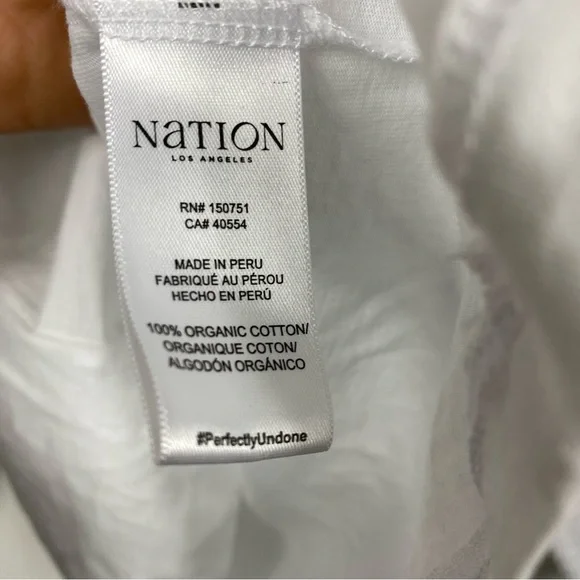 NaTION
LOS ANGELES
RN# 150751
CA# 40554
MADE IN PERU
FABRIQUÉ AU PÉROU
HECHO EN PERÚ
100% ORGANIC COTTON/
ORGANIQUE COTON/
ALGODÓN ORGÁNICO
#PerfectlyUndone